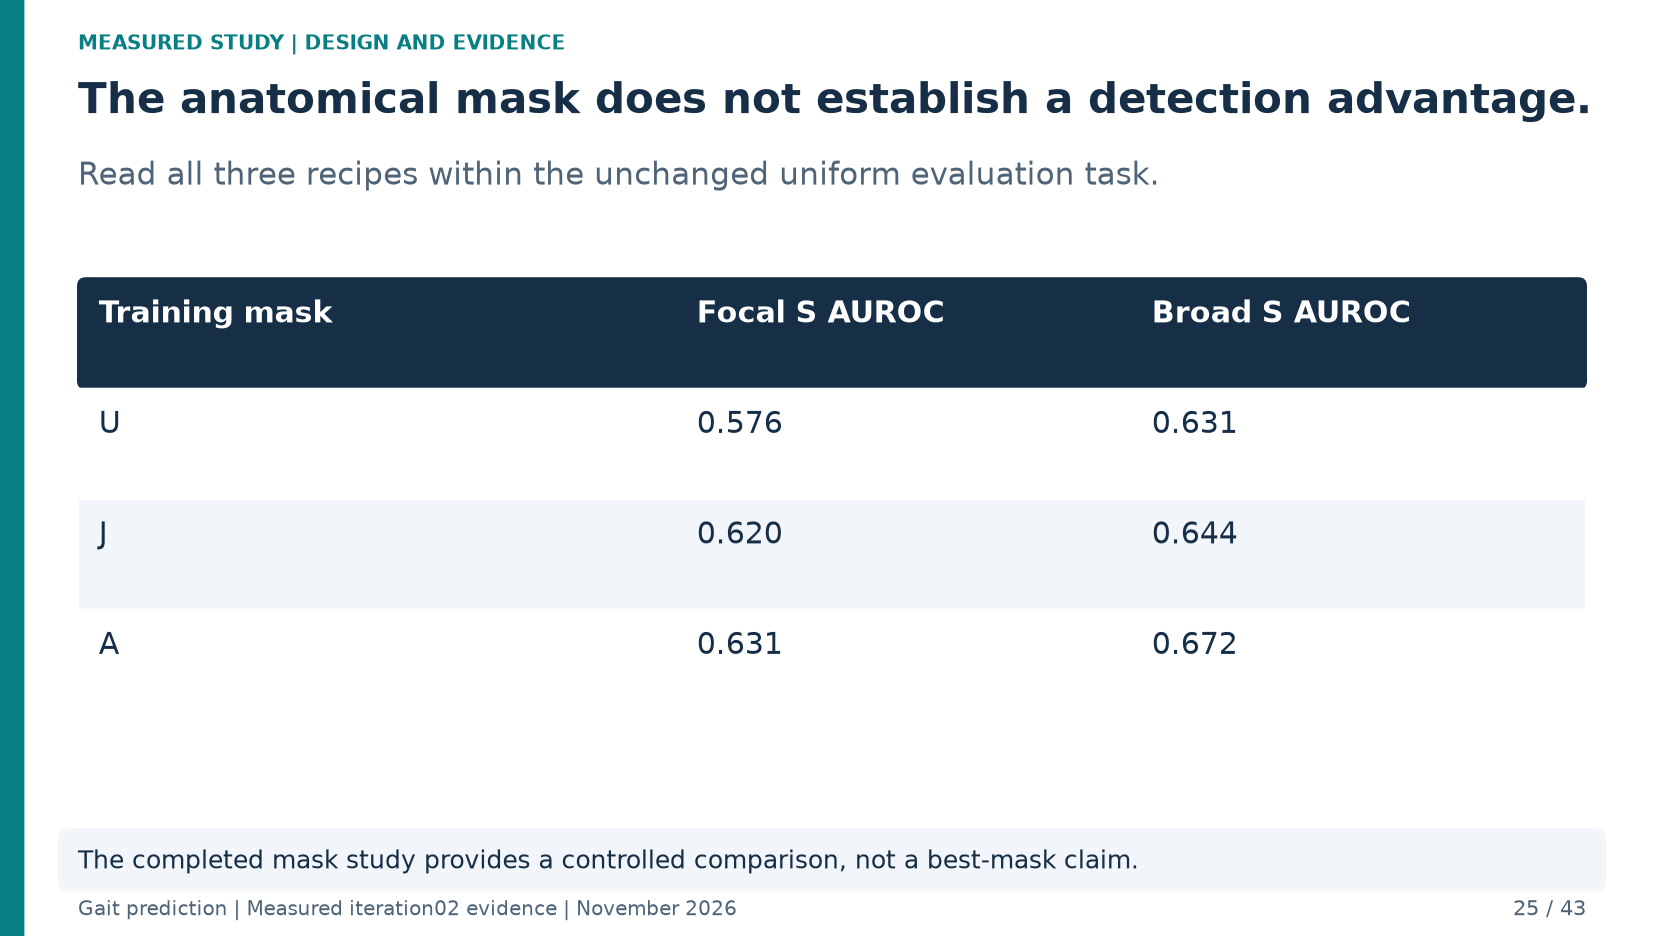 MEASURED STUDY | DESIGN AND EVIDENCE
The anatomical mask does not establish a detection advantage.
Read all three recipes within the unchanged uniform evaluation task.
Training mask Focal S AUROC Broad S AUROC
U 0.576 0.631
J 0.620 0.644
A 0.631 0.672
The completed mask study provides a controlled comparison, not a best-mask claim.
Gait prediction | Measured iteration02 evidence | November 2026 25 / 43